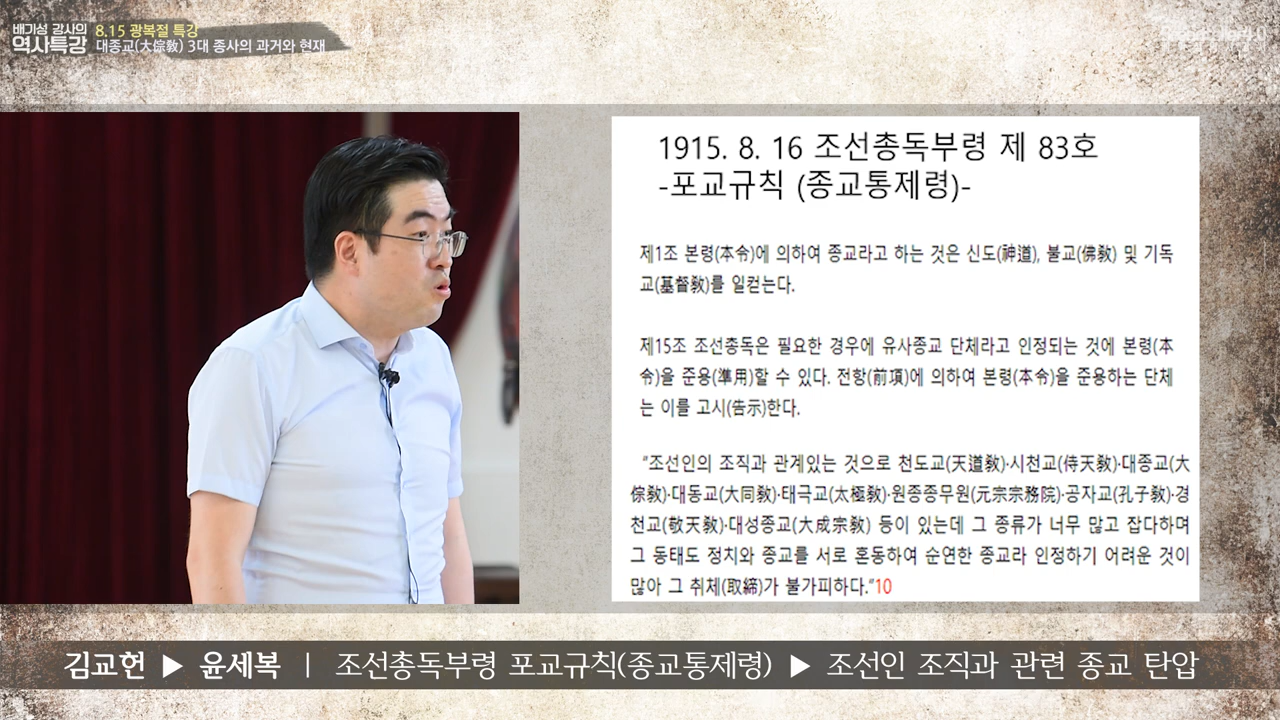 배기성 강사의
역사특강
8.15 광복절 특강
대종교(大倧敎) 3대 종사의 과거와 현재
1915. 8. 16 조선총독부령 제 83호
-포교규칙 (종교통제령)-
제1조 본령(本令)에 의하여 종교라고 하는 것은 신도(神道), 불교(佛敎) 및 기독
교(基督敎)를 일컫는다.
제15조 조선총독은 필요한 경우에 유사종교 단체라고 인정되는 것에 본령(本
令)을 준용(準用)할 수 있다. 전항(前項)에 의하여 본령(本令)을 준용하는 단체
는 이를 고시(告示)한다.
"조선인의 조직과 관계있는 것으로 천도교(天道敎)·시천교(侍天敎)·대종교(大
倧敎)·대동교(大同敎)·태극교(太極敎)·원종종무원(元宗宗務院)·공자교(孔子敎)·경
천교(敬天敎)·대성종교(大成宗敎) 등이 있는데 그 종류가 너무 많고 잡다하며
그 동태도 정치와 종교를 서로 혼동하여 순연한 종교라 인정하기 어려운 것이
많아 그 취체(取締)가 불가피하다."10
김교헌 ▶ 윤세복 | 조선총독부령 포교규칙(종교통제령) ▶ 조선인 조직과 관련 종교 탄압